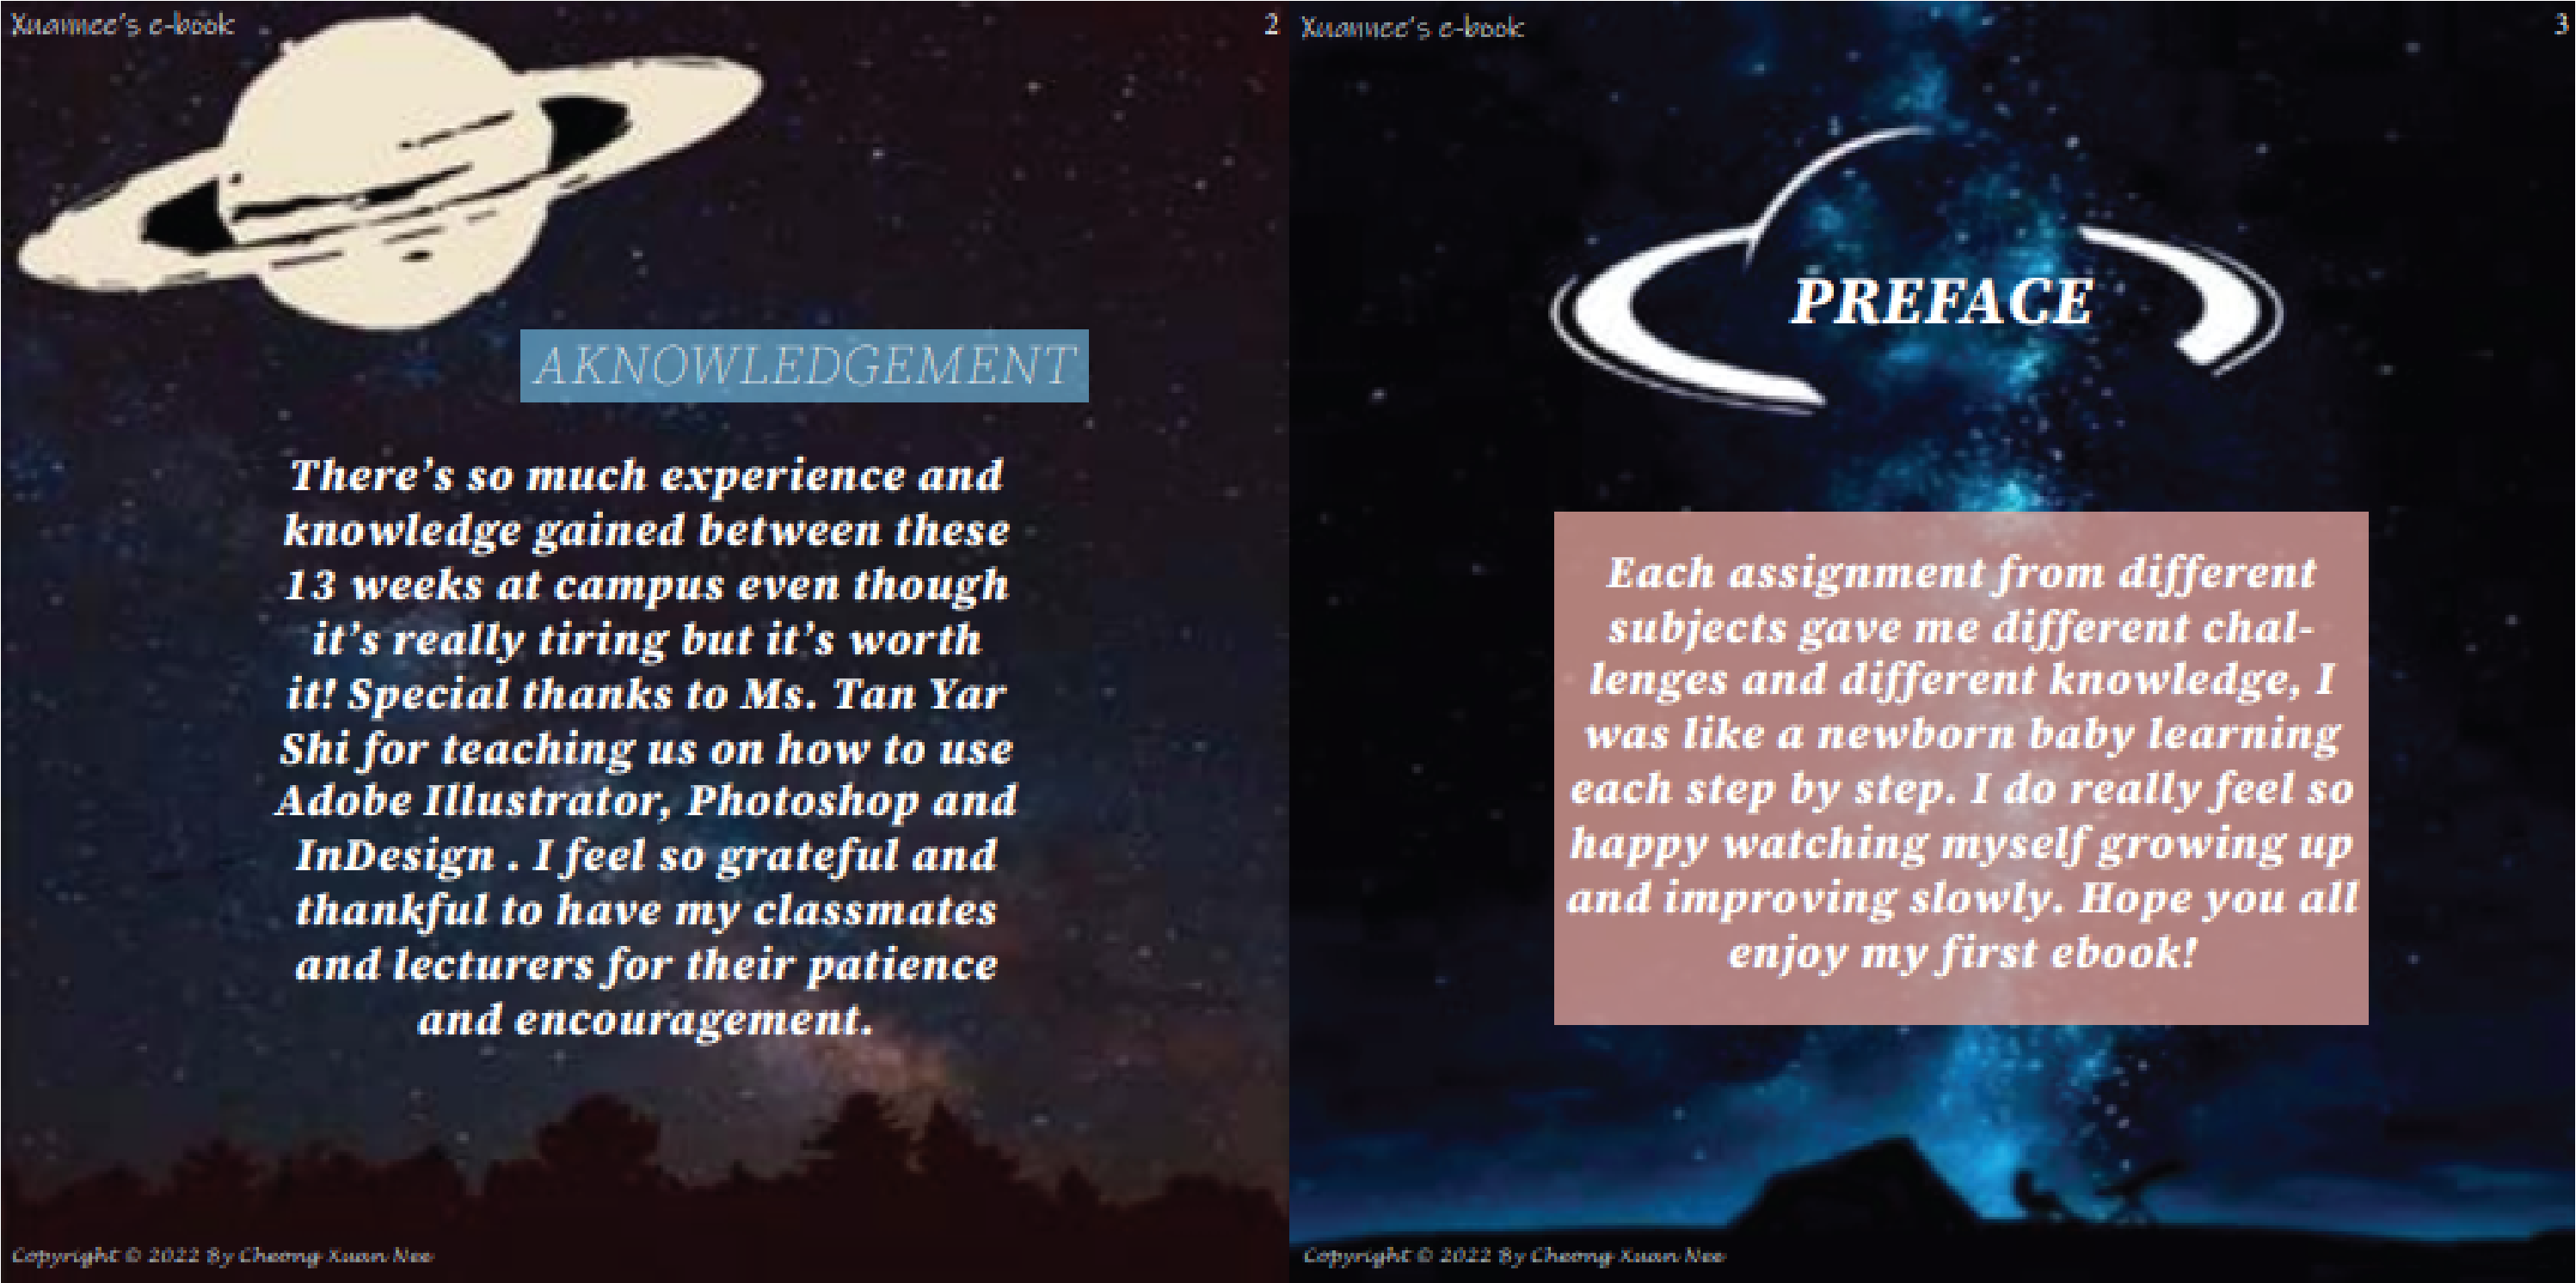 Xuannee's e-book
2
AKNOWLEDGEMENT
There's so much experience and
knowledge gained between these
13 weeks at campus even though
it's really tiring but it's worth
it! Special thanks to Ms. Tan Yar
Shi for teaching us on how to use
Adobe Illustrator, Photoshop and
InDesign . I feel so grateful and
thankful to have my classmates
and lecturers for their patience
and encouragement.
Copyright © 2022 By Cheong Xuan Nee
Xuannee's e-book
3
PREFACE
Each assignment from different
subjects gave me different chal-
lenges and different knowledge, I
was like a newborn baby learning
each step by step. I do really feel so
happy watching myself growing up
and improving slowly. Hope you all
enjoy my first ebook!
Copyright © 2022 By Cheong Xuan Nee